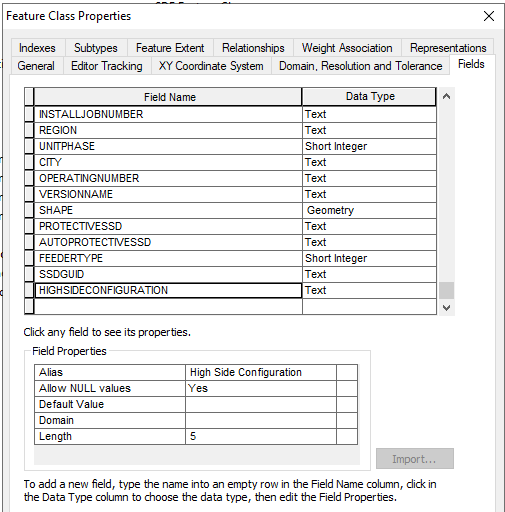 Feature Class Properties
Indexes Subtypes Feature Extent Relationships Weight Association Representations
General Editor Tracking XY Coordinate System Domain, Resolution and Tolerance Fields
Field Name Data Type
INSTALLJOBNUMBER Text
REGION Text
UNITPHASE Short Integer
CITY Text
OPERATINGNUMBER Text
VERSIONNAME Text
SHAPE Geometry
PROTECTIVESSD Text
AUTOPROTECTIVESSD Text
FEEDERTYPE Short Integer
SSDGUID Text
HIGHSIDECONFIGURATION Text
Click any field to see its properties.
Field Properties
Alias High Side Configuration
Allow NULL values Yes
Default Value
Domain
Length 5
Import...
To add a new field, type the name into an empty row in the Field Name column, click in
the Data Type column to choose the data type, then edit the Field Properties.